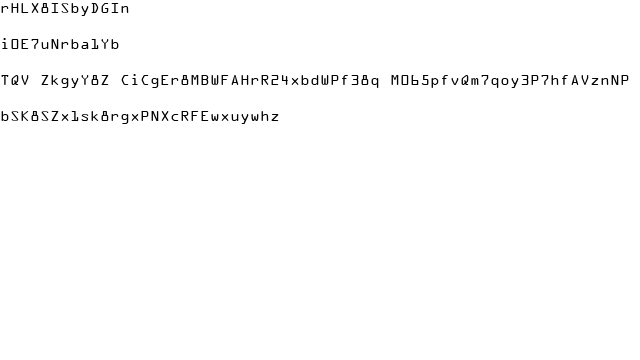 rHLX8ISbyDGIn
iOE7uNrba1Yb
TQV ZkgyY8Z CiCgEr8MBWFAHrR24xbdWPf38q MO65pfvQm7qoy3P7hfAVznNP
bSK8SZx1sk8rgxPNXcRFEwxuywhz